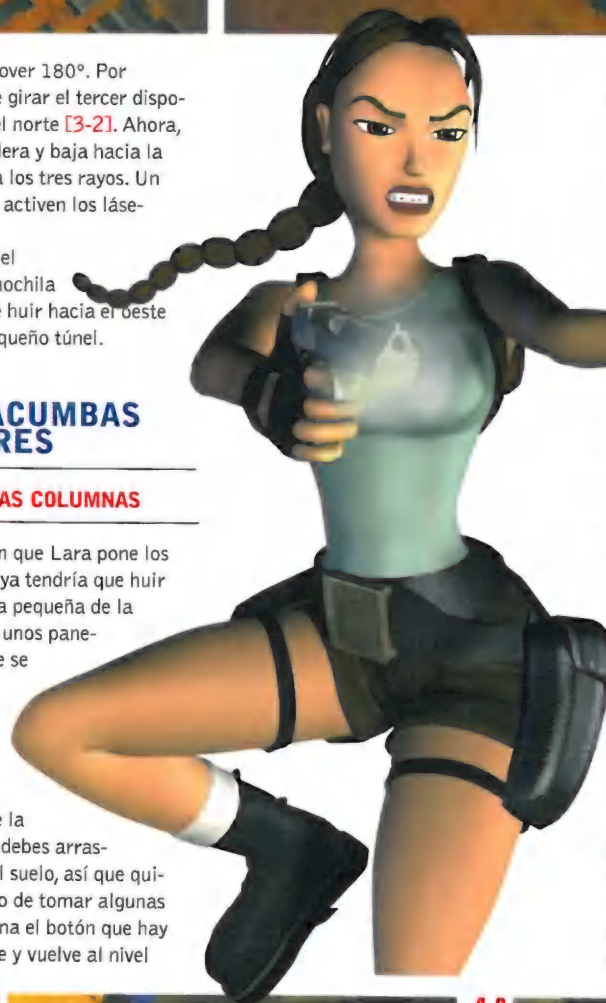 over 180°. Por
e girar el tercer dispo-
el norte [3-2]. Ahora,
lera y baja hacia la
a los tres rayos. Un
activen los láse-
el
nochila
e huir hacia el oeste
queño túnel.
ACUMBAS
RES
AS COLUMNAS
n que Lara pone los
ya tendría que huir
a pequeña de la
unos pane-
e se
e la
debes arras-
l suelo, así que qui-
o de tomar algunas
na el botón que hay
e y vuelve al nivel